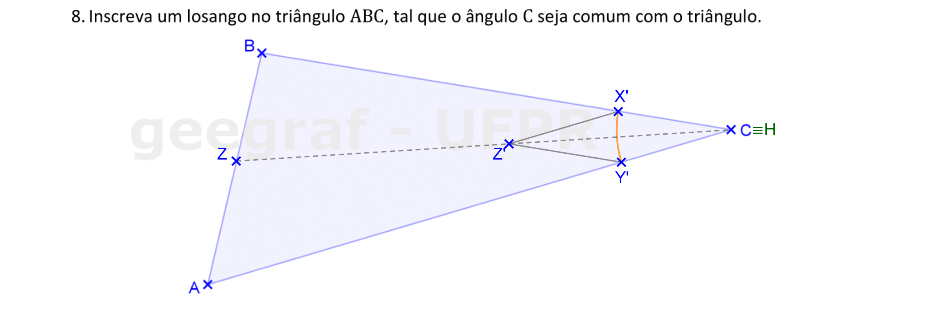 8. Inscreva um losango no triângulo ABC, tal que o ângulo C seja comum com o triângulo.
B
X'
geegraf - UFPR
C≡H
Z
Z'
Y'
A